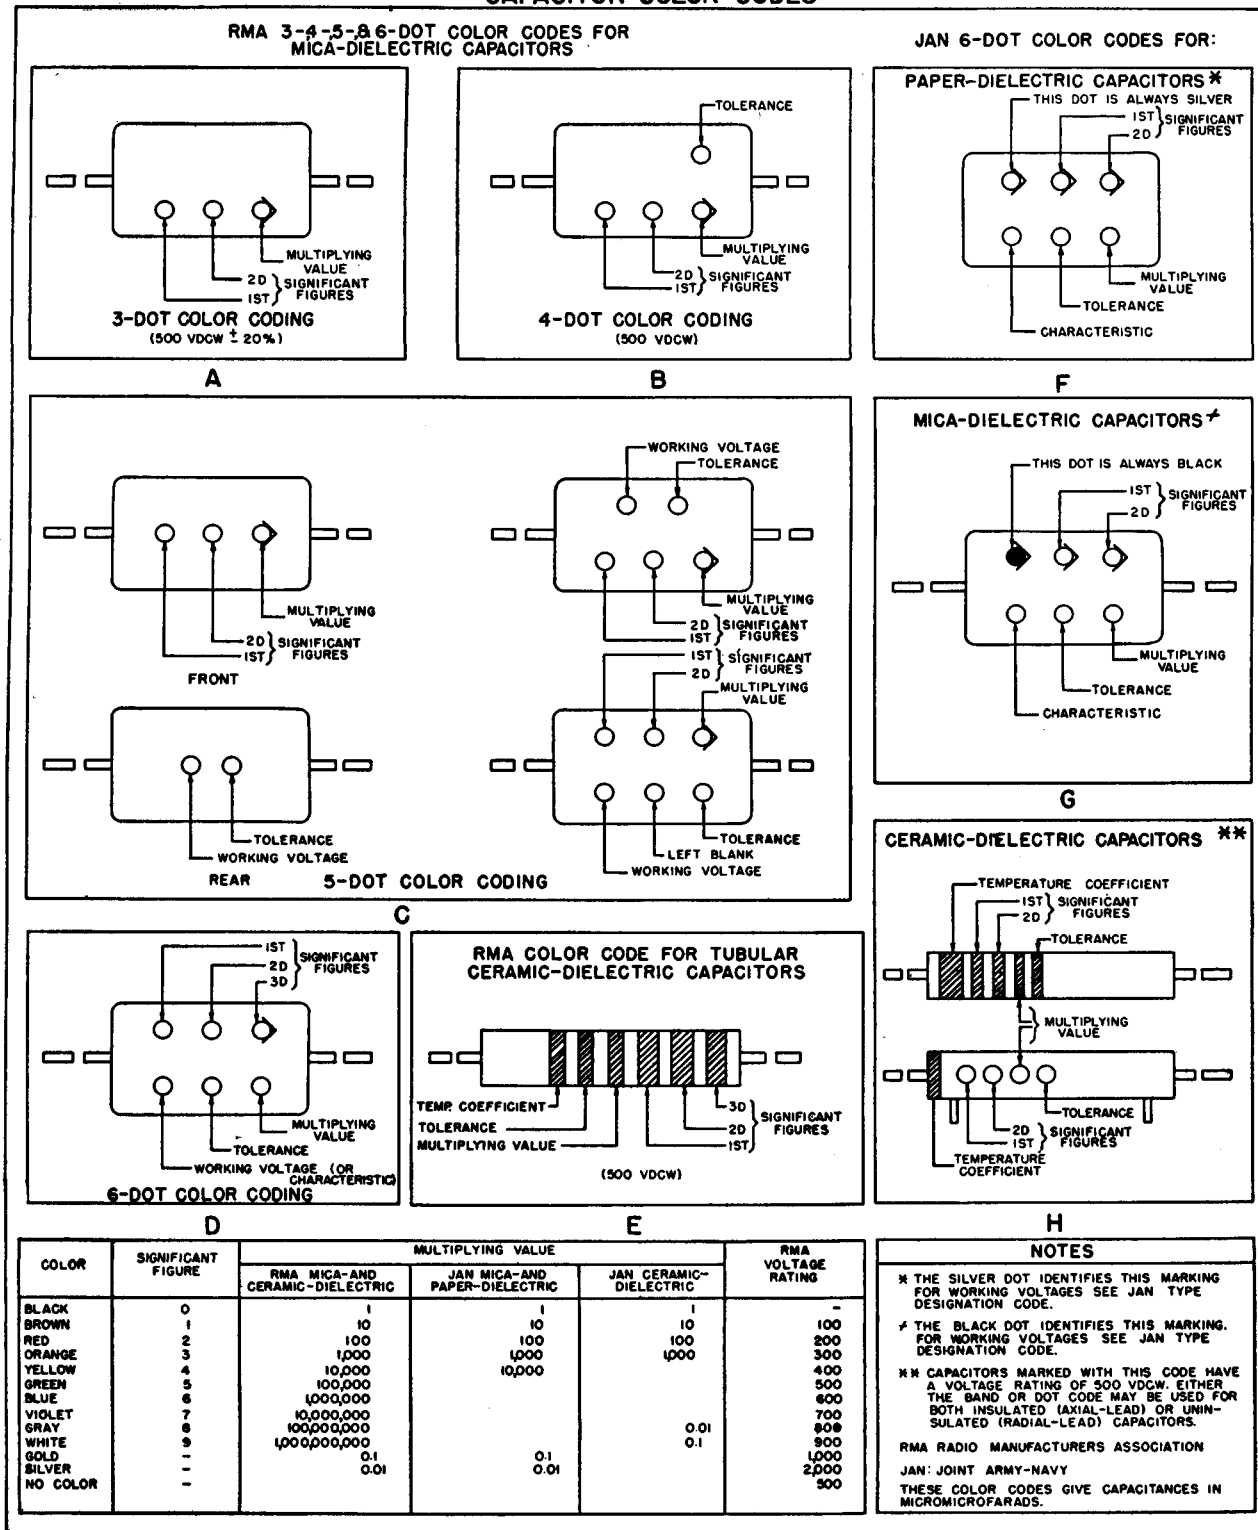 CAPACITOR COLOR CODES
RMA 3-4-,5-,& 6-DOT COLOR CODES FOR
MICA-DIELECTRIC CAPACITORS
JAN 6-DOT COLOR CODES FOR:
MULTIPLYING
VALUE
2D
1ST
SIGNIFICANT
FIGURES
3-DOT COLOR CODING
(500 VDCW ± 20%)
A
TOLERANCE
MULTIPLYING
VALUE
2D
1ST
SIGNIFICANT
FIGURES
4-DOT COLOR CODING
(500 VDCW)
B
PAPER-DIELECTRIC CAPACITORS *
THIS DOT IS ALWAYS SILVER
1ST
2D
SIGNIFICANT
FIGURES
MULTIPLYING
VALUE
TOLERANCE
CHARACTERISTIC
F
MULTIPLYING
VALUE
2D
1ST
SIGNIFICANT
FIGURES
FRONT
TOLERANCE
WORKING VOLTAGE
REAR
WORKING VOLTAGE
TOLERANCE
MULTIPLYING
VALUE
2D
1ST
SIGNIFICANT
FIGURES
1ST
2D
SIGNIFICANT
FIGURES
MULTIPLYING
VALUE
TOLERANCE
LEFT BLANK
WORKING VOLTAGE
5-DOT COLOR CODING
C
MICA-DIELECTRIC CAPACITORS ≠
THIS DOT IS ALWAYS BLACK
1ST
2D
SIGNIFICANT
FIGURES
MULTIPLYING
VALUE
TOLERANCE
CHARACTERISTIC
G
1ST
2D
3D
SIGNIFICANT
FIGURES
MULTIPLYING
VALUE
TOLERANCE
WORKING VOLTAGE (OR
CHARACTERISTIC)
6-DOT COLOR CODING
D
RMA COLOR CODE FOR TUBULAR
CERAMIC-DIELECTRIC CAPACITORS
TEMP. COEFFICIENT
TOLERANCE
MULTIPLYING VALUE
3D
2D
1ST
SIGNIFICANT
FIGURES
(500 VDCW)
E
CERAMIC-DIELECTRIC CAPACITORS **
TEMPERATURE COEFFICIENT
1ST
2D
SIGNIFICANT
FIGURES
TOLERANCE
MULTIPLYING
VALUE
TOLERANCE
2D
1ST
SIGNIFICANT
FIGURES
TEMPERATURE
COEFFICIENT
H
COLOR
SIGNIFICANT
FIGURE
MULTIPLYING VALUE
RMA
VOLTAGE
RATING
RMA MICA-AND
CERAMIC-DIELECTRIC
JAN MICA-AND
PAPER-DIELECTRIC
JAN CERAMIC-
DIELECTRIC
BLACK 0 1 1 1 -
BROWN 1 10 10 10 100
RED 2 100 100 100 200
ORANGE 3 1,000 1,000 1,000 300
YELLOW 4 10,000 10,000 400
GREEN 5 100,000 500
BLUE 6 1,000,000 600
VIOLET 7 10,000,000 700
GRAY 8 100,000,000 0.01 800
WHITE 9 1,000,000,000 0.1 900
GOLD - 0.1 0.1 1,000
SILVER - 0.01 0.01 2,000
NO COLOR - 500
NOTES
* THE SILVER DOT IDENTIFIES THIS MARKING
FOR WORKING VOLTAGES SEE JAN TYPE
DESIGNATION CODE.
≠ THE BLACK DOT IDENTIFIES THIS MARKING.
FOR WORKING VOLTAGES SEE JAN TYPE
DESIGNATION CODE.
** CAPACITORS MARKED WITH THIS CODE HAVE
A VOLTAGE RATING OF 500 VDCW. EITHER
THE BAND OR DOT CODE MAY BE USED FOR
BOTH INSULATED (AXIAL-LEAD) OR UNIN-
SULATED (RADIAL-LEAD) CAPACITORS.
RMA RADIO MANUFACTURERS ASSOCIATION
JAN: JOINT ARMY-NAVY
THESE COLOR CODES GIVE CAPACITANCES IN
MICROMICROFARADS.